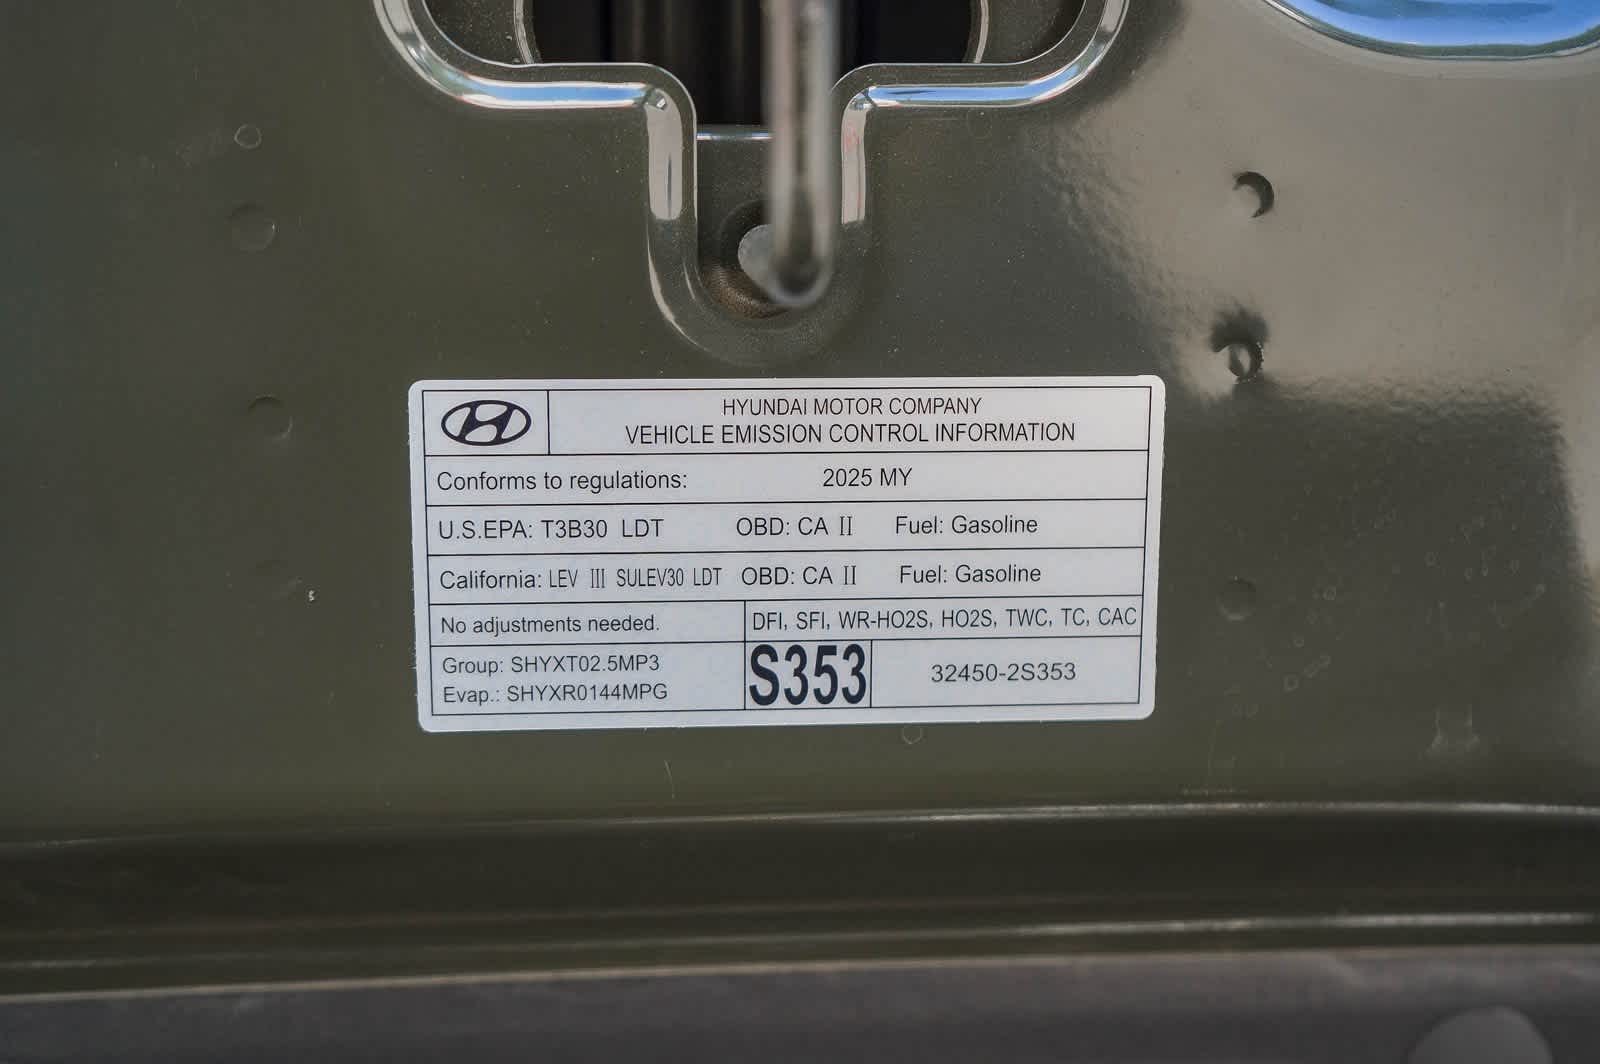 HYUNDAI MOTOR COMPANY
VEHICLE EMISSION CONTROL INFORMATION
Conforms to regulations: 2025 MY
U.S.EPA: T3B30 LDT OBD: CA II Fuel: Gasoline
California: LEV III SULEV30 LDT OBD: CA II Fuel: Gasoline
No adjustments needed. DFI, SFI, WR-HO2S, HO2S, TWC, TC, CAC
Group: SHYXT02.5MP3
Evap.: SHYXR0144MPG
S353 32450-2S353